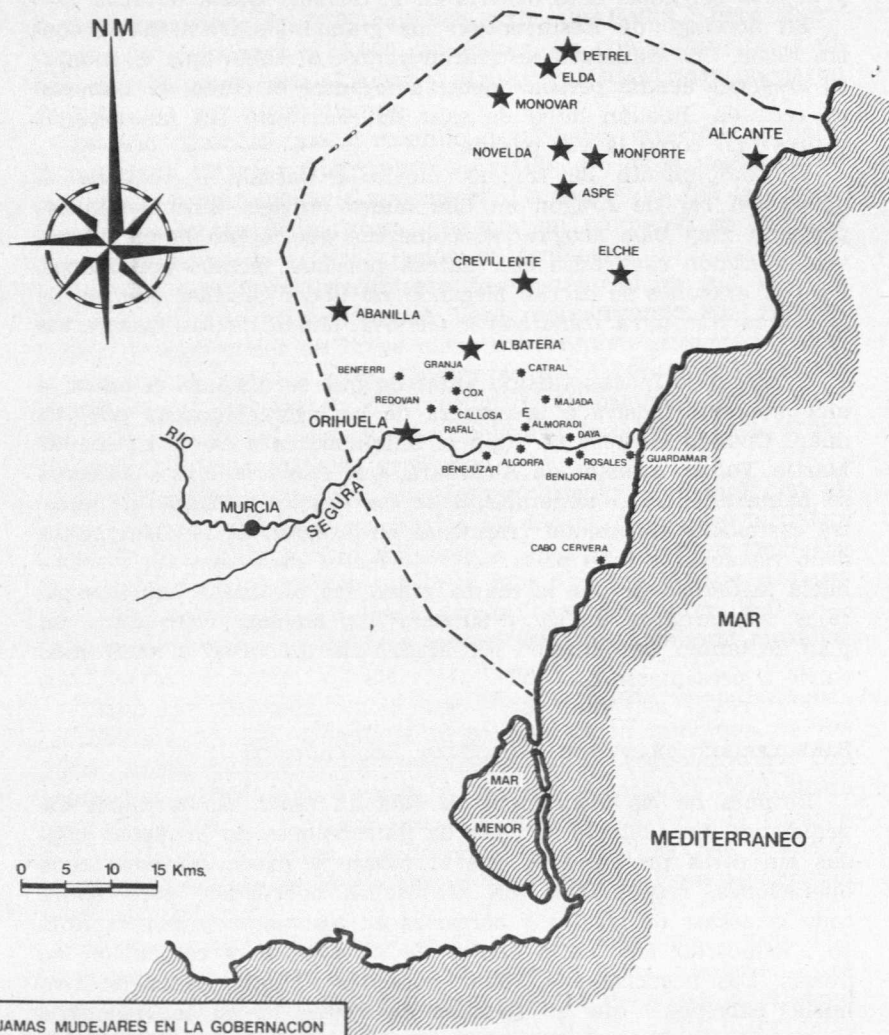 NM
PETREL
ELDA
MONOVAR
NOVELDA
MONFORTE
ALICANTE
ASPE
CREVILLENTE
ELCHE
ABANILLA
ALBATERA
BENFERRI
GRANJA
CATRAL
COX
MAJADA
REDOVAN
CALLOSA
E
ORIHUELA
RAFAL
ALMORADI
DAYA
RIO
BENEJUZAR
ALGORFA
ROSALES
GUARDAMAR
BENIJOFAR
MURCIA
SEGURA
CABO CERVERA
MAR
MAR
MENOR
MEDITERRANEO
0 5 10 15 Kms.
JAMAS MUDEJARES EN LA GOBERNACION